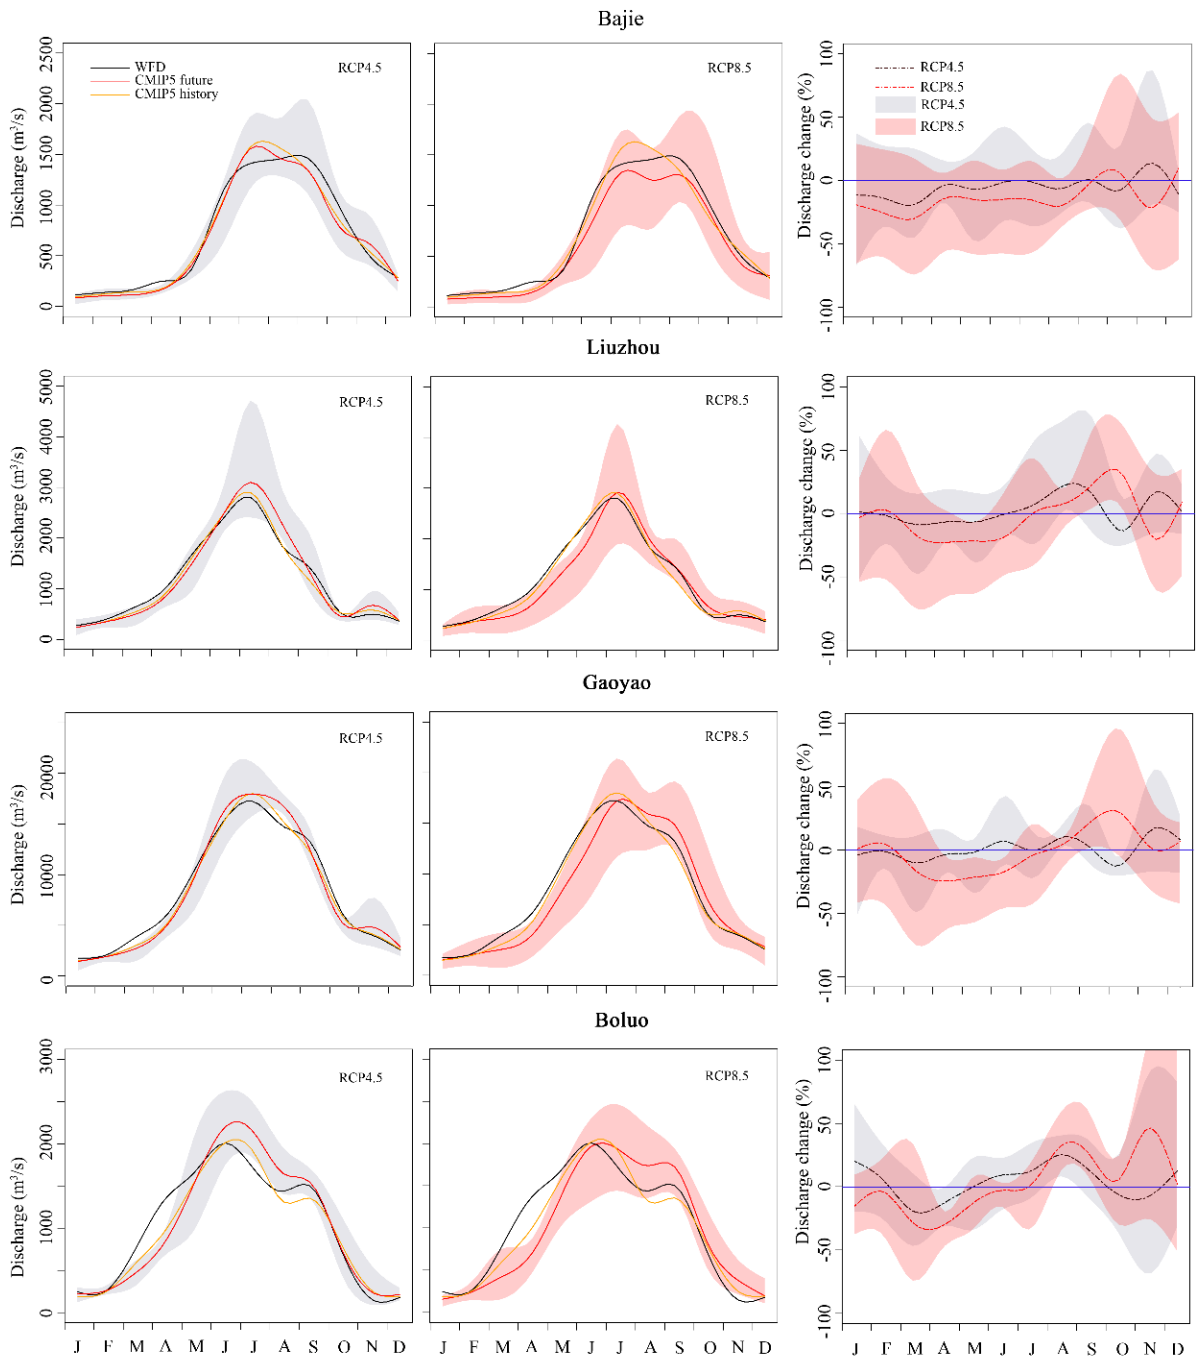 Bajie
Discharge (m³/s)
0
500
1000
1500
2000
2500
WFD
CMIP5 future
CMIP5 history
RCP4.5
RCP8.5
Discharge change (%)
-100
-50
0
50
100
RCP4.5
RCP8.5
RCP4.5
RCP8.5
Liuzhou
Discharge (m³/s)
0
1000
2000
3000
4000
5000
RCP4.5
RCP8.5
Discharge change (%)
-100
-50
0
50
100
Gaoyao
Discharge (m³/s)
0
10000
20000
RCP4.5
RCP8.5
Discharge change (%)
-100
-50
0
50
100
Boluo
Discharge (m³/s)
0
1000
2000
3000
RCP4.5
RCP8.5
Discharge change (%)
-100
-50
0
50
100
J F M A M J J A S O N D
J F M A M J J A S O N D
J F M A M J J A S O N D